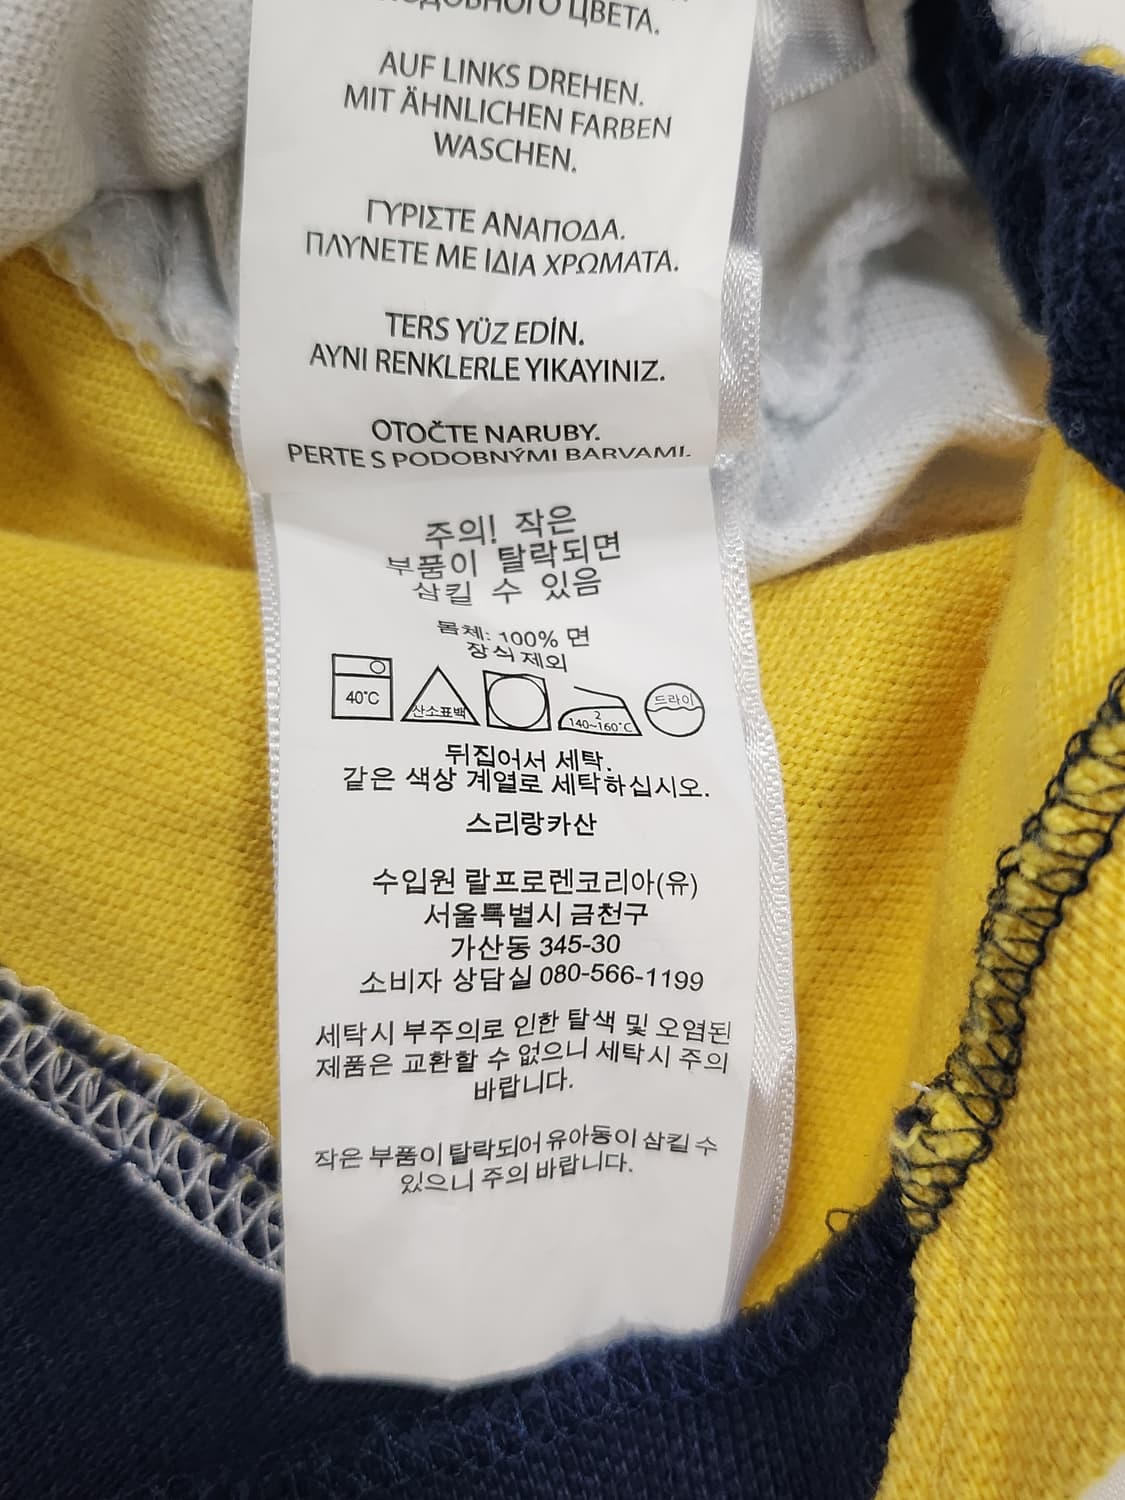 ЦВЕТА.
AUF LINKS DREHEN.
MIT ÄHNLICHEN FARBEN
WASCHEN.
ΓΥΡΙΣΤΕ ΑΝΑΠΟΔΑ.
ΠΛΥΝΕΤΕ ΜΕ ΙΔΙΑ ΧΡΩΜΑΤΑ.
TERS YÜZ EDİN.
AYNI RENKLERLE YIKAYINIZ.
OTOČTE NARUBY.
PERTE S PODOBNÝMI BARVAMI.
주의! 작은
부품이 탈락되면
삼킬 수 있음
몸체: 100% 면
장식 제외
40°C
산소표백
2
140~160°C
드라이
뒤집어서 세탁.
같은 색상 계열로 세탁하십시오.
스리랑카산
수입원 랄프로렌코리아(유)
서울특별시 금천구
가산동 345-30
소비자 상담실 080-566-1199
세탁시 부주의로 인한 탈색 및 오염된
제품은 교환할 수 없으니 세탁시 주의
바랍니다.
작은 부품이 탈락되어 유아동이 삼킬 수
있으니 주의 바랍니다.